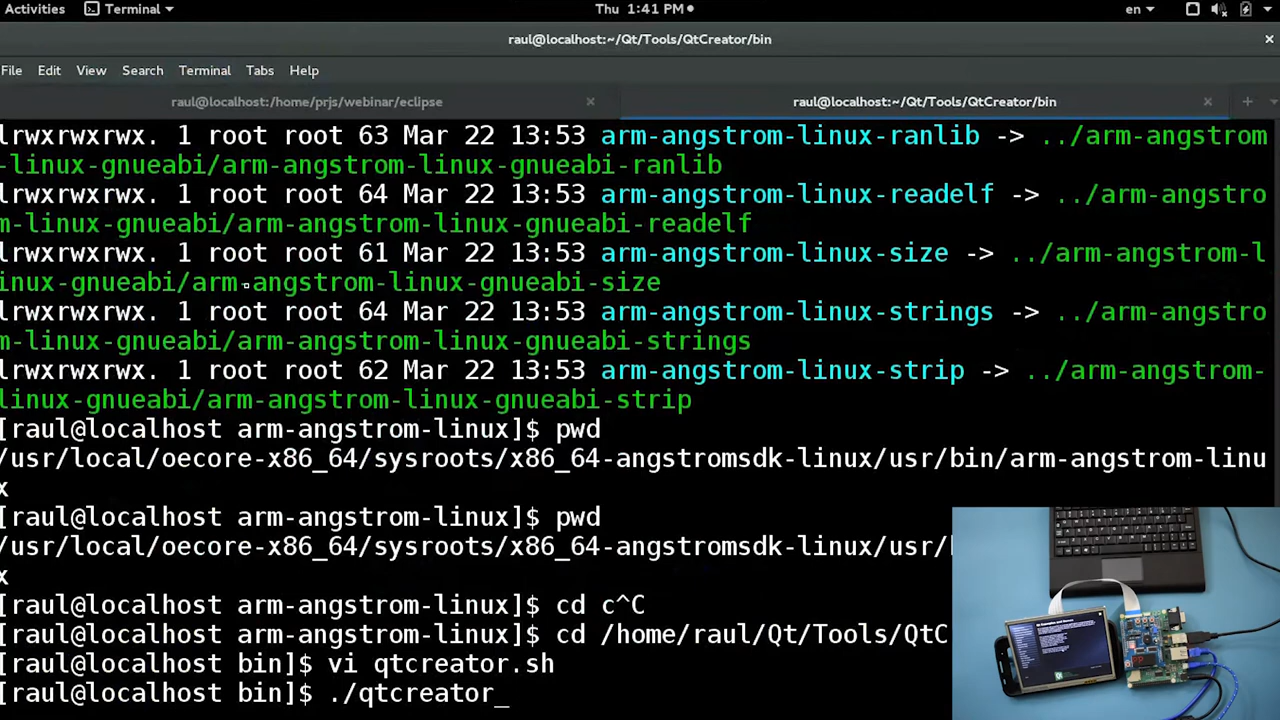 Activities Terminal Thu 1:41 PM en
raul@localhost:~/Qt/Tools/QtCreator/bin
File Edit View Search Terminal Tabs Help
raul@localhost:/home/prjs/webinar/eclipse raul@localhost:~/Qt/Tools/QtCreator/bin
lrwxrwxrwx. 1 root root 63 Mar 22 13:53 arm-angstrom-linux-ranlib -> ../arm-angstrom
-linux-gnueabi/arm-angstrom-linux-gnueabi-ranlib
lrwxrwxrwx. 1 root root 64 Mar 22 13:53 arm-angstrom-linux-readelf -> ../arm-angstro
m-linux-gnueabi/arm-angstrom-linux-gnueabi-readelf
lrwxrwxrwx. 1 root root 61 Mar 22 13:53 arm-angstrom-linux-size -> ../arm-angstrom-l
inux-gnueabi/arm-angstrom-linux-gnueabi-size
lrwxrwxrwx. 1 root root 64 Mar 22 13:53 arm-angstrom-linux-strings -> ../arm-angstro
m-linux-gnueabi/arm-angstrom-linux-gnueabi-strings
lrwxrwxrwx. 1 root root 62 Mar 22 13:53 arm-angstrom-linux-strip -> ../arm-angstrom-
linux-gnueabi/arm-angstrom-linux-gnueabi-strip
[raul@localhost arm-angstrom-linux]$ pwd
/usr/local/oecore-x86_64/sysroots/x86_64-angstromsdk-linux/usr/bin/arm-angstrom-linu
x
[raul@localhost arm-angstrom-linux]$ pwd
/usr/local/oecore-x86_64/sysroots/x86_64-angstromsdk-linux/usr/
x
[raul@localhost arm-angstrom-linux]$ cd c^C
[raul@localhost arm-angstrom-linux]$ cd /home/raul/Qt/Tools/QtC
[raul@localhost bin]$ vi qtcreator.sh
[raul@localhost bin]$ ./qtcreator_